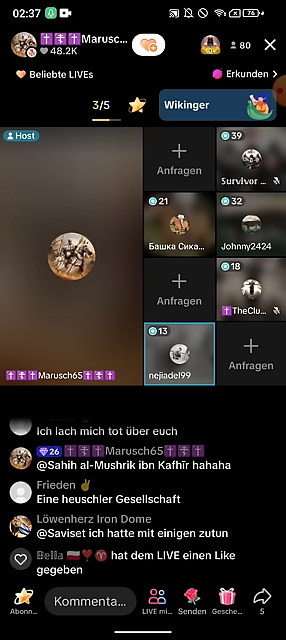 02:37
76
✝️✝️✝️Marusc...
48.2K
80
Beliebte LIVEs
Erkunden >
3/5
Wikinger
Host
39
Anfragen
Survivor ...
21
32
Башка Сика...
Johnny2424
18
Anfragen
✝️TheClu...
13
✝️✝️✝️Marusch65✝️✝️✝️
nejiadel99
Anfragen
Ich lach mich tot über euch
26 ✝️✝️✝️Marusch65✝️✝️✝️
@Sahih al-Mushrik ibn Kafhīr hahaha
Frieden ✌️
Eine heuschler Gesellschaft
Löwenherz Iron Dome
@Saviset ich hatte mit einigen zutun
Bella 🇵🇱❤️♈ hat dem LIVE einen Like
gegeben
Abonn...
Kommenta...
LIVE mi...
Senden
Gesche...
5